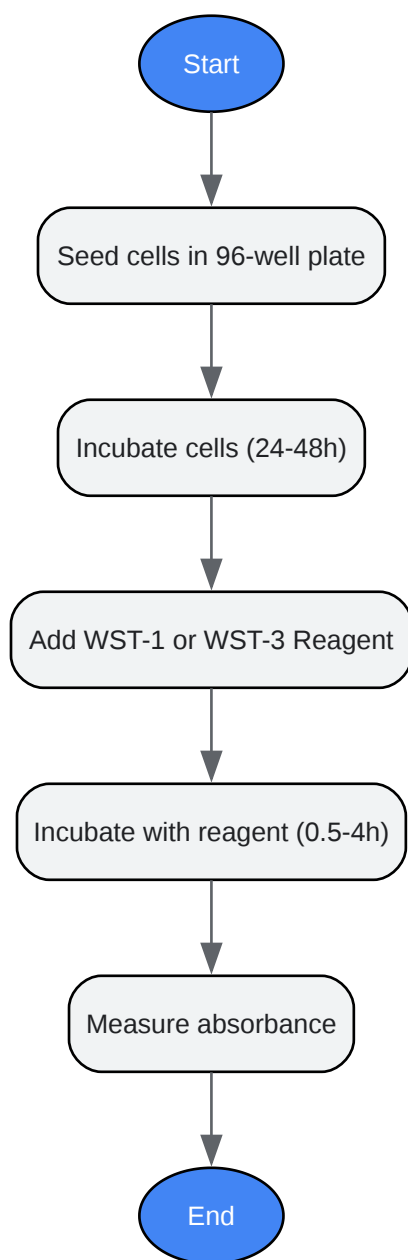 Start
Seed cells in 96-well plate
Incubate cells (24-48h)
Add WST-1 or WST-3 Reagent
Incubate with reagent (0.5-4h)
Measure absorbance
End